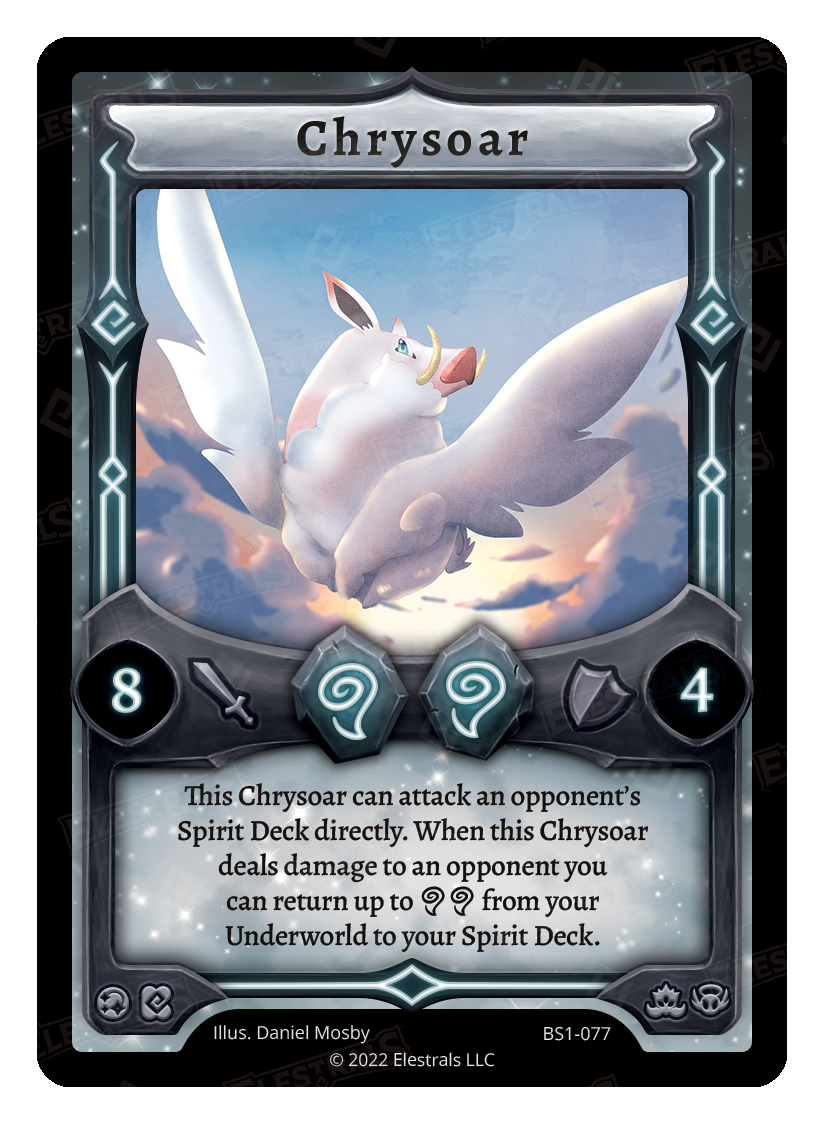 Chrysoar
8
4
This Chrysoar can attack an opponent's
Spirit Deck directly. When this Chrysoar
deals damage to an opponent you
can return up to from your
Underworld to your Spirit Deck.
Illus. Daniel Mosby
BS1-077
© 2022 Elestrals LLC